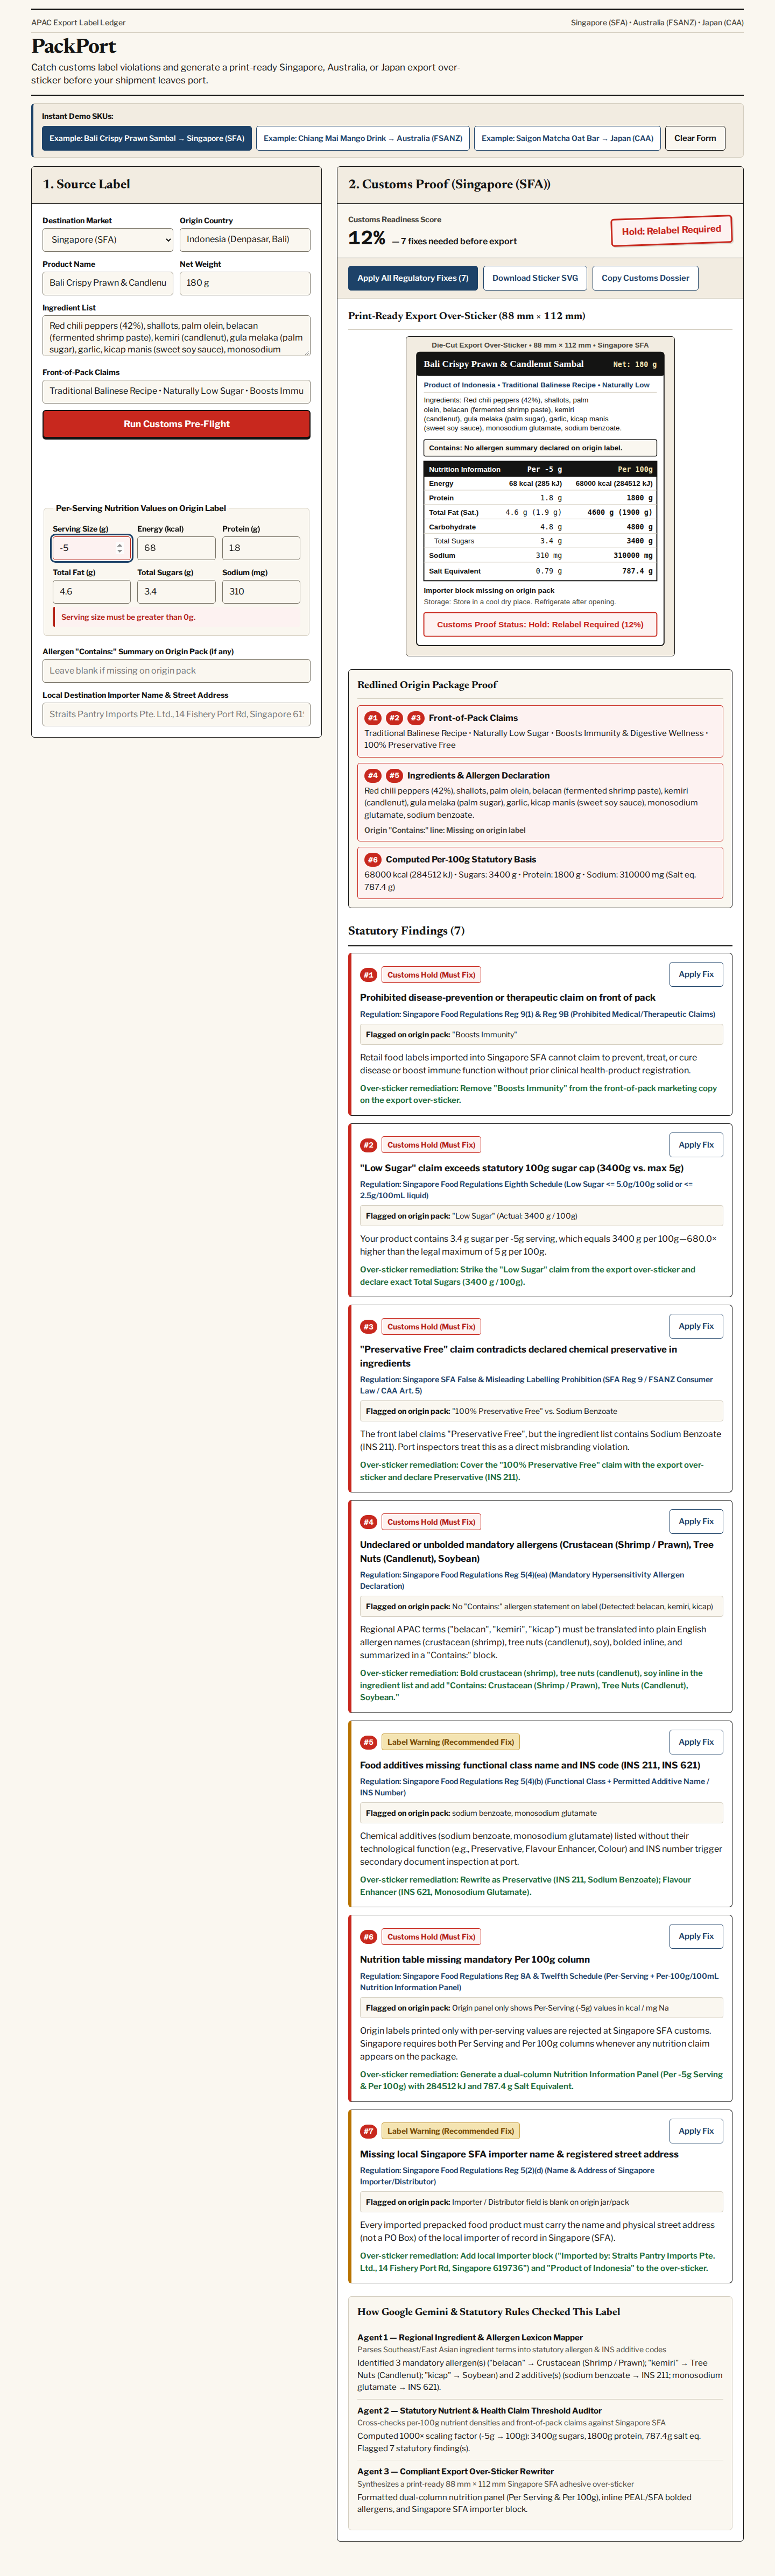 APAC Export Label Ledger
Singapore (SFA) • Australia (FSANZ) • Japan (CAA)
PackPort
Catch customs label violations and generate a print-ready Singapore, Australia, or Japan export over-
sticker before your shipment leaves port.
Instant Demo SKUs:
Example: Bali Crispy Prawn Sambal → Singapore (SFA)
Example: Chiang Mai Mango Drink → Australia (FSANZ)
Example: Saigon Matcha Oat Bar → Japan (CAA)
Clear Form
1. Source Label
Destination Market
Origin Country
Singapore (SFA)
Indonesia (Denpasar, Bali)
Product Name
Net Weight
Bali Crispy Prawn & Candlenu
180 g
Ingredient List
Red chili peppers (42%), shallots, palm olein, belacan
(fermented shrimp paste), kemiri (candlenut), gula melaka (palm
sugar), garlic, kicap manis (sweet soy sauce), monosodium
Front-of-Pack Claims
Traditional Balinese Recipe • Naturally Low Sugar • Boosts Immu
Run Customs Pre-Flight
Per-Serving Nutrition Values on Origin Label
Serving Size (g)
Energy (kcal)
Protein (g)
-5
68
1.8
Total Fat (g)
Total Sugars (g)
Sodium (mg)
4.6
3.4
310
Serving size must be greater than 0g.
Allergen "Contains:" Summary on Origin Pack (if any)
Leave blank if missing on origin pack
Local Destination Importer Name & Street Address
Straits Pantry Imports Pte. Ltd., 14 Fishery Port Rd, Singapore 61
2. Customs Proof (Singapore (SFA))
Customs Readiness Score
12% — 7 fixes needed before export
Hold: Relabel Required
Apply All Regulatory Fixes (7)
Download Sticker SVG
Copy Customs Dossier
Print-Ready Export Over-Sticker (88 mm × 112 mm)
Die-Cut Export Over-Sticker • 88 mm × 112 mm • Singapore SFA
Bali Crispy Prawn & Candlenut Sambal
Net: 180 g
Product of Indonesia • Traditional Balinese Recipe • Naturally Low
Ingredients: Red chili peppers (42%), shallots, palm
olein, belacan (fermented shrimp paste), kemiri
(candlenut), gula melaka (palm sugar), garlic, kicap manis
(sweet soy sauce), monosodium glutamate, sodium benzoate.
Contains: No allergen summary declared on origin label.
Nutrition Information Per -5 g Per 100g
Energy 68 kcal (285 kJ) 68000 kcal (284512 kJ)
Protein 1.8 g 1800 g
Total Fat (Sat.) 4.6 g (1.9 g) 4600 g (1900 g)
Carbohydrate 4.8 g 4800 g
Total Sugars 3.4 g 3400 g
Sodium 310 mg 310000 mg
Salt Equivalent 0.79 g 787.4 g
Importer block missing on origin pack
Storage: Store in a cool dry place. Refrigerate after opening.
Customs Proof Status: Hold: Relabel Required (12%)
Redlined Origin Package Proof
#1 #2 #3 Front-of-Pack Claims
Traditional Balinese Recipe • Naturally Low Sugar • Boosts Immunity & Digestive Wellness •
100% Preservative Free
#4 #5 Ingredients & Allergen Declaration
Red chili peppers (42%), shallots, palm olein, belacan (fermented shrimp paste), kemiri
(candlenut), gula melaka (palm sugar), garlic, kicap manis (sweet soy sauce), monosodium
glutamate, sodium benzoate.
Origin "Contains:" line: Missing on origin label
#6 Computed Per-100g Statutory Basis
68000 kcal (284512 kJ) • Sugars: 3400 g • Protein: 1800 g • Sodium: 310000 mg (Salt eq.
787.4 g)
Statutory Findings (7)
#1 Customs Hold (Must Fix)
Apply Fix
Prohibited disease-prevention or therapeutic claim on front of pack
Regulation: Singapore Food Regulations Reg 9(1) & Reg 9B (Prohibited Medical/Therapeutic Claims)
Flagged on origin pack: "Boosts Immunity"
Retail food labels imported into Singapore SFA cannot claim to prevent, treat, or cure
disease or boost immune function without prior clinical health-product registration.
Over-sticker remediation: Remove "Boosts Immunity" from the front-of-pack marketing copy
on the export over-sticker.
#2 Customs Hold (Must Fix)
Apply Fix
"Low Sugar" claim exceeds statutory 100g sugar cap (3400g vs. max 5g)
Regulation: Singapore Food Regulations Eighth Schedule (Low Sugar <= 5.0g/100g solid or <=
2.5g/100mL liquid)
Flagged on origin pack: "Low Sugar" (Actual: 3400 g / 100g)
Your product contains 3.4 g sugar per -5g serving, which equals 3400 g per 100g—680.0×
higher than the legal maximum of 5 g per 100g.
Over-sticker remediation: Strike the "Low Sugar" claim from the export over-sticker and
declare exact Total Sugars (3400 g / 100g).
#3 Customs Hold (Must Fix)
Apply Fix
"Preservative Free" claim contradicts declared chemical preservative in
ingredients
Regulation: Singapore SFA False & Misleading Labelling Prohibition (SFA Reg 9 / FSANZ Consumer
Law / CAA Art. 5)
Flagged on origin pack: "100% Preservative Free" vs. Sodium Benzoate
The front label claims "Preservative Free", but the ingredient list contains Sodium Benzoate
(INS 211). Port inspectors treat this as a direct misbranding violation.
Over-sticker remediation: Cover the "100% Preservative Free" claim with the export over-
sticker and declare Preservative (INS 211).
#4 Customs Hold (Must Fix)
Apply Fix
Undeclared or unbolded mandatory allergens (Crustacean (Shrimp / Prawn), Tree
Nuts (Candlenut), Soybean)
Regulation: Singapore Food Regulations Reg 5(4)(ea) (Mandatory Hypersensitivity Allergen
Declaration)
Flagged on origin pack: No "Contains:" allergen statement on label (Detected: belacan, kemiri, kicap)
Regional APAC terms ("belacan", "kemiri", "kicap") must be translated into plain English
allergen names (crustacean (shrimp), tree nuts (candlenut), soy), bolded inline, and
summarized in a "Contains:" block.
Over-sticker remediation: Bold crustacean (shrimp), tree nuts (candlenut), soy inline in the
ingredient list and add "Contains: Crustacean (Shrimp / Prawn), Tree Nuts (Candlenut),
Soybean."
#5 Label Warning (Recommended Fix)
Apply Fix
Food additives missing functional class name and INS code (INS 211, INS 621)
Regulation: Singapore Food Regulations Reg 5(4)(b) (Functional Class + Permitted Additive Name /
INS Number)
Flagged on origin pack: sodium benzoate, monosodium glutamate
Chemical additives (sodium benzoate, monosodium glutamate) listed without their
technological function (e.g., Preservative, Flavour Enhancer, Colour) and INS number trigger
secondary document inspection at port.
Over-sticker remediation: Rewrite as Preservative (INS 211, Sodium Benzoate); Flavour
Enhancer (INS 621, Monosodium Glutamate).
#6 Customs Hold (Must Fix)
Apply Fix
Nutrition table missing mandatory Per 100g column
Regulation: Singapore Food Regulations Reg 8A & Twelfth Schedule (Per-Serving + Per-100g/100mL
Nutrition Information Panel)
Flagged on origin pack: Origin panel only shows Per-Serving (-5g) values in kcal / mg Na
Origin labels printed only with per-serving values are rejected at Singapore SFA customs.
Singapore requires both Per Serving and Per 100g columns whenever any nutrition claim
appears on the package.
Over-sticker remediation: Generate a dual-column Nutrition Information Panel (Per -5g Serving
& Per 100g) with 284512 kJ and 787.4 g Salt Equivalent.
#7 Label Warning (Recommended Fix)
Apply Fix
Missing local Singapore SFA importer name & registered street address
Regulation: Singapore Food Regulations Reg 5(2)(d) (Name & Address of Singapore
Importer/Distributor)
Flagged on origin pack: Importer / Distributor field is blank on origin jar/pack
Every imported prepacked food product must carry the name and physical street address
(not a PO Box) of the local importer of record in Singapore (SFA).
Over-sticker remediation: Add local importer block ("Imported by: Straits Pantry Imports Pte.
Ltd., 14 Fishery Port Rd, Singapore 619736") and "Product of Indonesia" to the over-sticker.
How Google Gemini & Statutory Rules Checked This Label
Agent 1 — Regional Ingredient & Allergen Lexicon Mapper
Parses Southeast/East Asian ingredient terms into statutory allergen & INS additive codes
Identified 3 mandatory allergen(s) ("belacan" → Crustacean (Shrimp / Prawn); "kemiri" → Tree
Nuts (Candlenut); "kicap" → Soybean) and 2 additive(s) (sodium benzoate → INS 211; monosodium
glutamate → INS 621).
Agent 2 — Statutory Nutrient & Health Claim Threshold Auditor
Cross-checks per-100g nutrient densities and front-of-pack claims against Singapore SFA
Computed 1000× scaling factor (-5g → 100g): 3400g sugars, 1800g protein, 787.4g salt eq.
Flagged 7 statutory finding(s).
Agent 3 — Compliant Export Over-Sticker Rewriter
Synthesizes a print-ready 88 mm × 112 mm Singapore SFA adhesive over-sticker
Formatted dual-column nutrition panel (Per Serving & Per 100g), inline PEAL/SFA bolded
allergens, and Singapore SFA importer block.